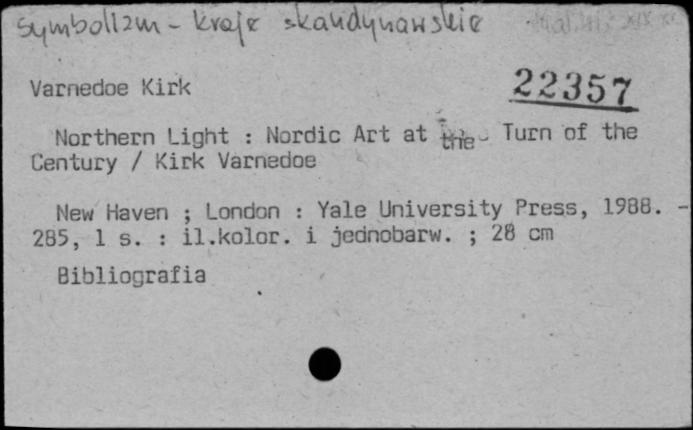 Symbolizm - kraje skandynawskie
Varnedoe Kirk
22357
Northern Light : Nordic Art at the Turn of the
Century / Kirk Varnedoe
New Haven ; London : Yale University Press, 1988. -
285, 1 s. : il.kolor. i jednobarw. ; 28 cm
Bibliografia